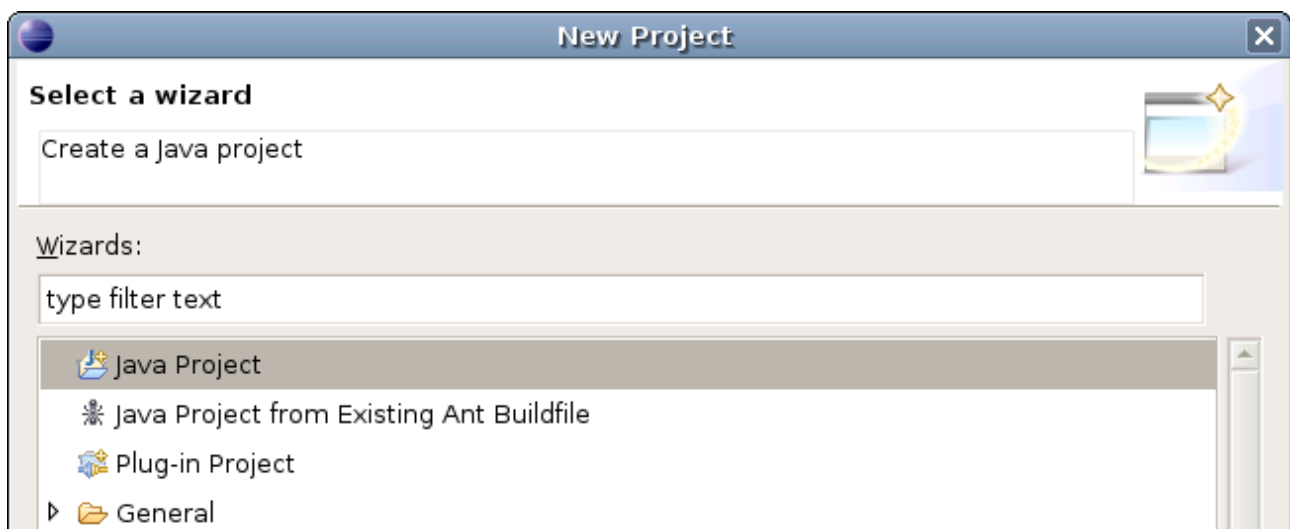 New Project
Select a wizard
Create a Java project
Wizards:
type filter text
Java Project
Java Project from Existing Ant Buildfile
Plug-in Project
General